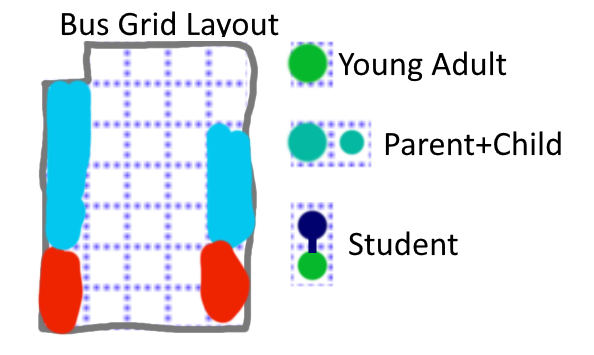 Bus Grid Layout
Young Adult
Parent+Child
Student